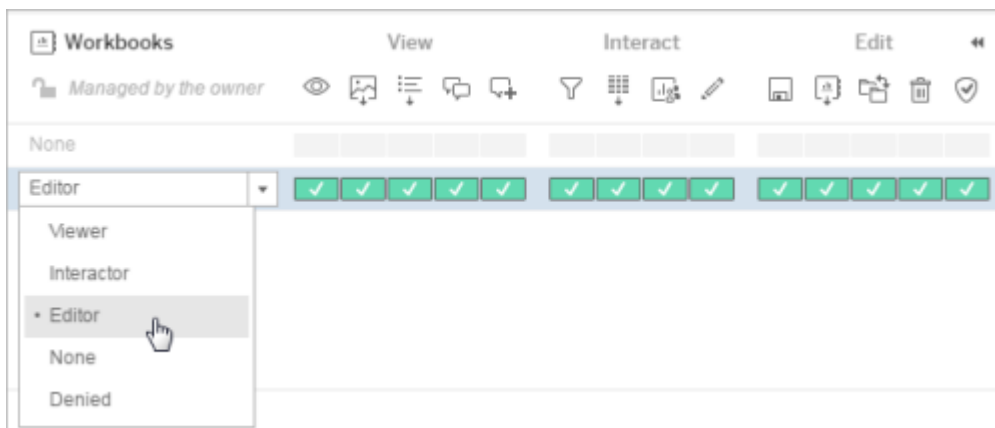 Workbooks View Interact Edit
Managed by the owner
None
Editor
Viewer
Interactor
• Editor
None
Denied